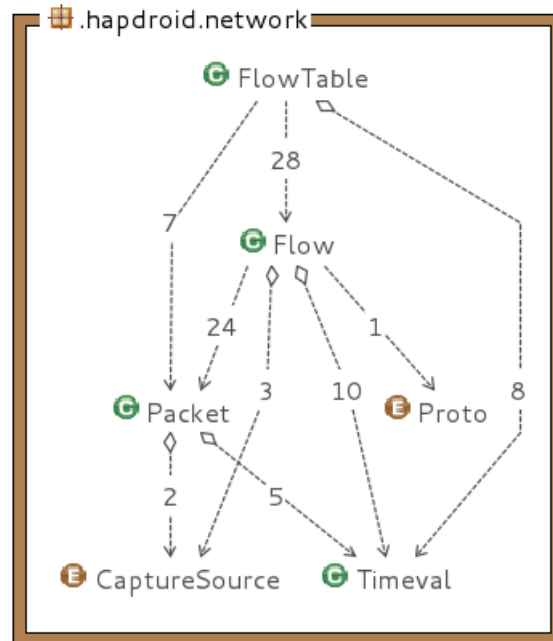 .hapdroid.network
C FlowTable
28
7
C Flow
24
1
3
10
8
C Packet
E Proto
2
5
E CaptureSource
C Timeval